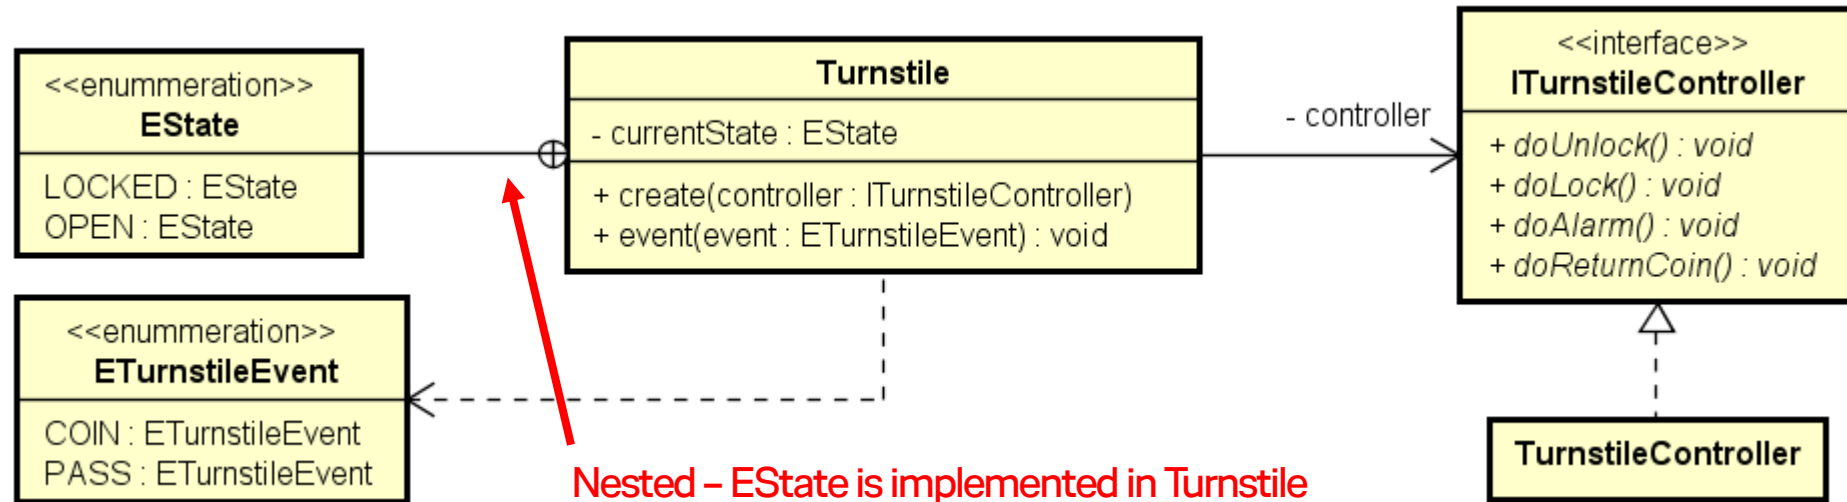 <<enummeration>>
EState
LOCKED : EState
OPEN : EState
<<enummeration>>
ETurnstileEvent
COIN : ETurnstileEvent
PASS : ETurnstileEvent
Turnstile
- currentState : EState
+ create(controller : ITurnstileController)
+ event(event : ETurnstileEvent) : void
- controller
<<interface>>
ITurnstileController
+ doUnlock() : void
+ doLock() : void
+ doAlarm() : void
+ doReturnCoin() : void
TurnstileController
Nested – EState is implemented in Turnstile